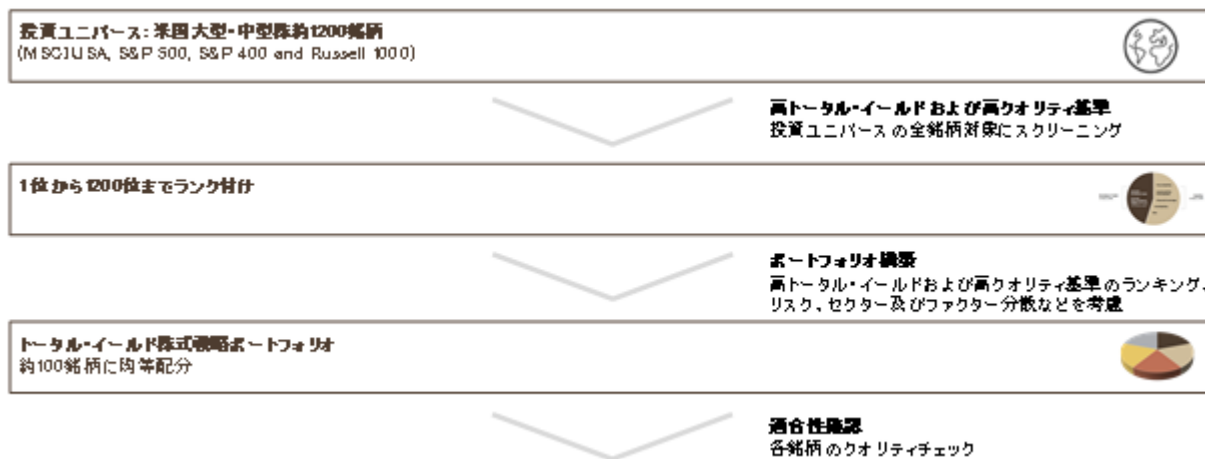 投資ユニバース：米国大型・中型株約1200銘柄
(MSCI USA, S&P 500, S&P 400 and Russell 1000)
高トータル・イールドおよび高クオリティ基準
投資ユニバースの全銘柄対象にスクリーニング
1位から1200位までランク付け
ポートフォリオ構築
高トータル・イールドおよび高クオリティ基準のランキング、
リスク、セクター及びファクター分散などを考慮
トータル・イールド株式戦略ポートフォリオ
約100銘柄に均等配分
適合性確認
各銘柄のクオリティチェック